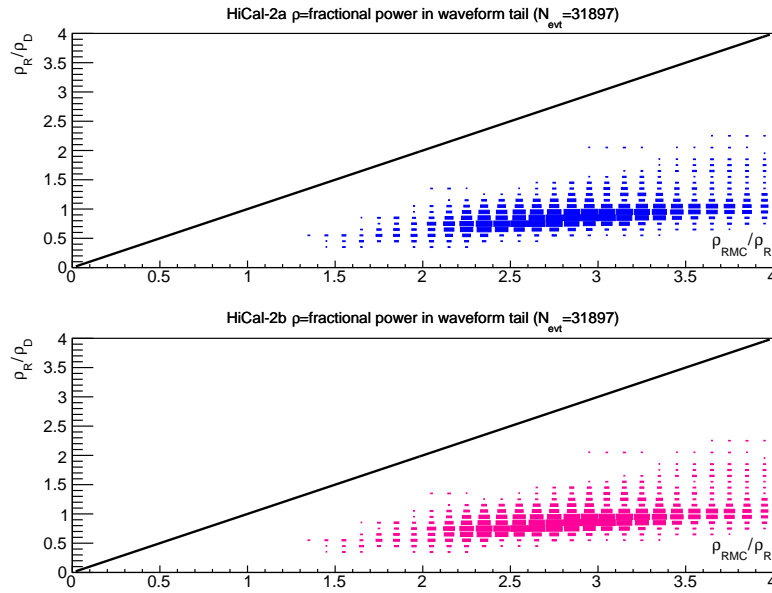 HiCal-2a ρ=fractional power in waveform tail (N_evt=31897)
ρ_R/ρ_D
4
3.5
3
2.5
2
1.5
1
0.5
0
ρ_RMC/ρ_R
0 0.5 1 1.5 2 2.5 3 3.5 4
HiCal-2b ρ=fractional power in waveform tail (N_evt=31897)
ρ_R/ρ_D
4
3.5
3
2.5
2
1.5
1
0.5
0
ρ_RMC/ρ_R
0 0.5 1 1.5 2 2.5 3 3.5 4